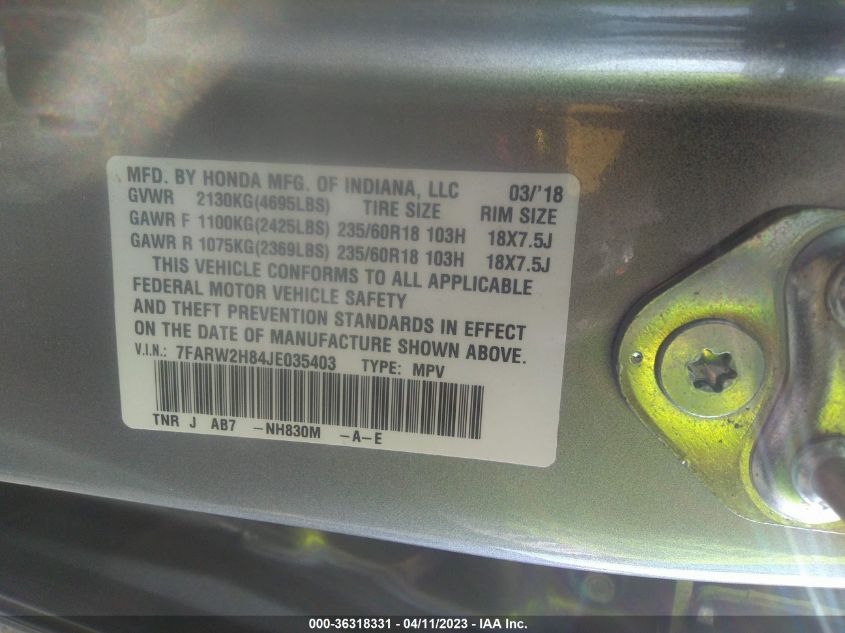 MFD. BY HONDA MFG. OF INDIANA, LLC 03/'18
GVWR 2130KG(4695LBS) TIRE SIZE RIM SIZE
GAWR F 1100KG(2425LBS) 235/60R18 103H 18X7.5J
GAWR R 1075KG(2369LBS) 235/60R18 103H 18X7.5J
THIS VEHICLE CONFORMS TO ALL APPLICABLE
FEDERAL MOTOR VEHICLE SAFETY
AND THEFT PREVENTION STANDARDS IN EFFECT
ON THE DATE OF MANUFACTURE SHOWN ABOVE.
V.I.N.: 7FARW2H84JE035403 TYPE: MPV
TNR J AB7 -NH830M -A-E
000-36318331 - 04/11/2023 - IAA Inc.